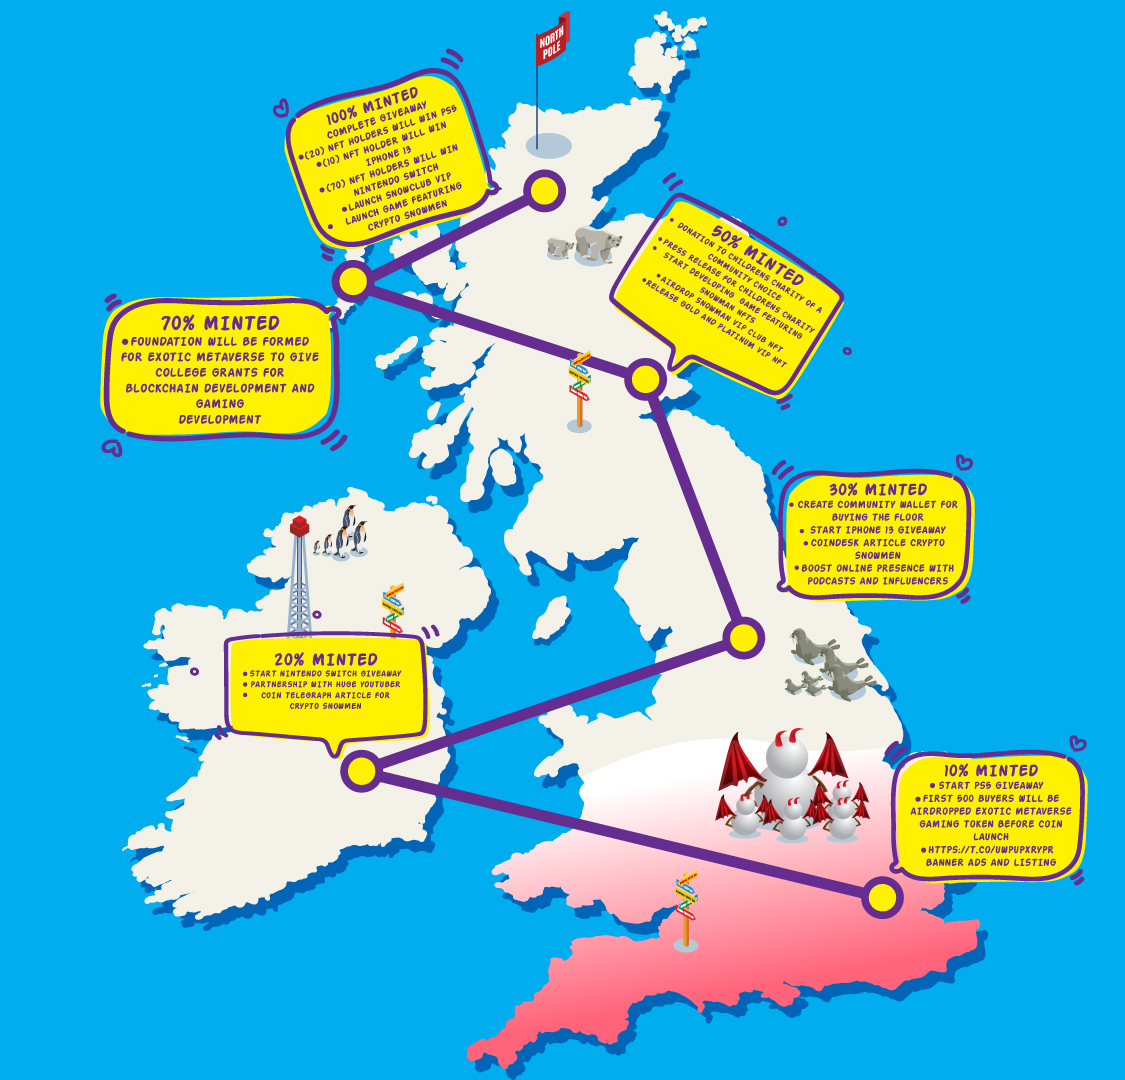 NORTH
POLE
100% MINTED
COMPLETE GIVEAWAY
•(20) NFT HOLDERS WILL WIN PS5
•(10) NFT HOLDER WILL WIN
IPHONE 13
•(70) NFT HOLDERS WILL WIN
NINTENDO SWITCH
•LAUNCH SNOWCLUB VIP
• LAUNCH GAME FEATURING
CRYPTO SNOWMEN
50% MINTED
• DONATION TO CHILDRENS CHARITY OF A
COMMUNITY CHOICE
•PRESS RELEASE FOR CHILDRENS CHARITY
• START DEVELOPING GAME FEATURING
SNOWMAN NFTS
•AIRDROP SNOWMAN VIP CLUB NFT
•RELEASE GOLD AND PLATINUM VIP NFT
70% MINTED
•FOUNDATION WILL BE FORMED
FOR EXOTIC METAVERSE TO GIVE
COLLEGE GRANTS FOR
BLOCKCHAIN DEVELOPMENT AND
GAMING
DEVELOPMENT
30% MINTED
• CREATE COMMUNITY WALLET FOR
BUYING THE FLOOR
• START IPHONE 13 GIVEAWAY
• COINDESK ARTICLE CRYPTO
SNOWMEN
•BOOST ONLINE PRESENCE WITH
PODCASTS AND INFLUENCERS
20% MINTED
• START NINTENDO SWITCH GIVEAWAY
• PARTNERSHIP WITH HUGE YOUTUBER
• COIN TELEGRAPH ARTICLE FOR
CRYPTO SNOWMEN
10% MINTED
• START PS5 GIVEAWAY
•FIRST 500 BUYERS WILL BE
AIRDROPPED EXOTIC METAVERSE
GAMING TOKEN BEFORE COIN
LAUNCH
•HTTPS://T.CO/UWPUPXRYPR
BANNER ADS AND LISTING